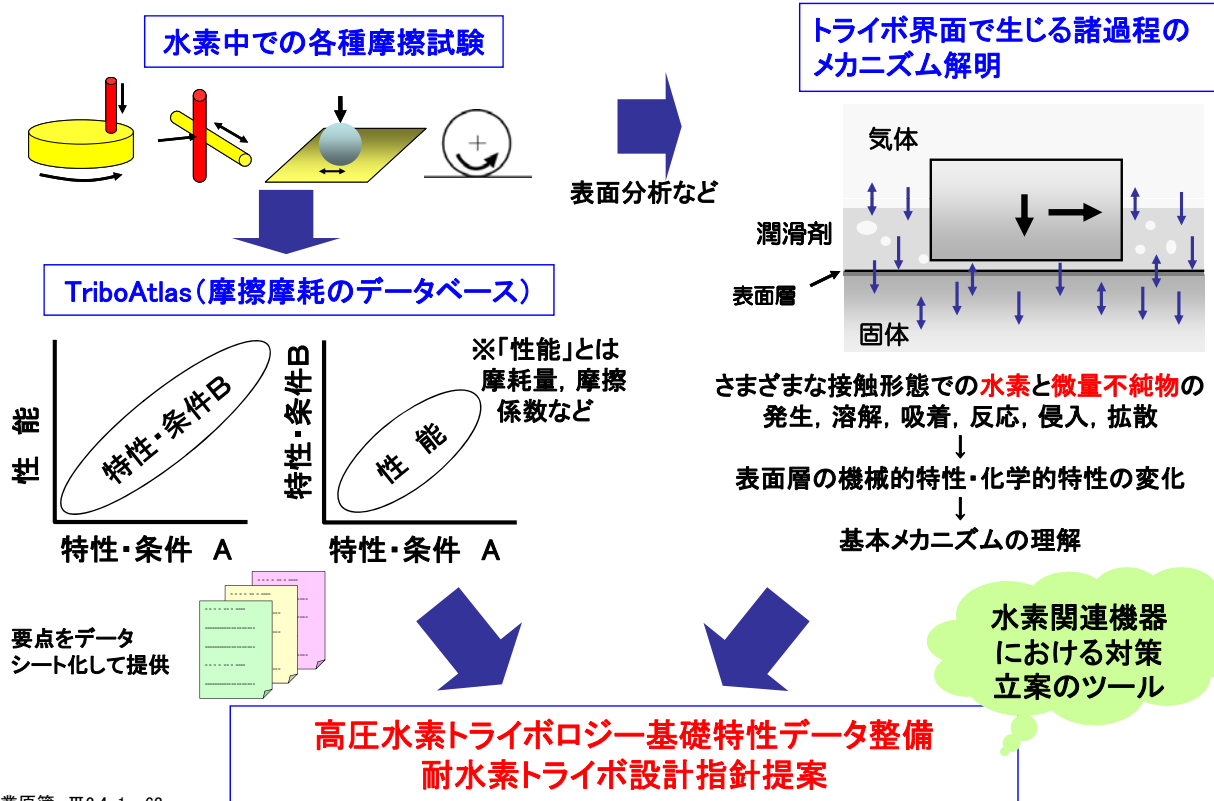 水素中での各種摩擦試験
トライボ界面で生じる諸過程の
メカニズム解明
表面分析など
気体
潤滑剤
表面層
固体
TriboAtlas(摩擦摩耗のデータベース)
※「性能」とは
摩耗量, 摩擦
係数など
性 能
特性・条件B
特性・条件 A
特性・条件B
性 能
特性・条件 A
さまざまな接触形態での水素と微量不純物の
発生, 溶解, 吸着, 反応, 侵入, 拡散
↓
表面層の機械的特性・化学的特性の変化
↓
基本メカニズムの理解
要点をデータ
シート化して提供
水素関連機器
における対策
立案のツール
高圧水素トライボロジー基礎特性データ整備
耐水素トライボ設計指針提案